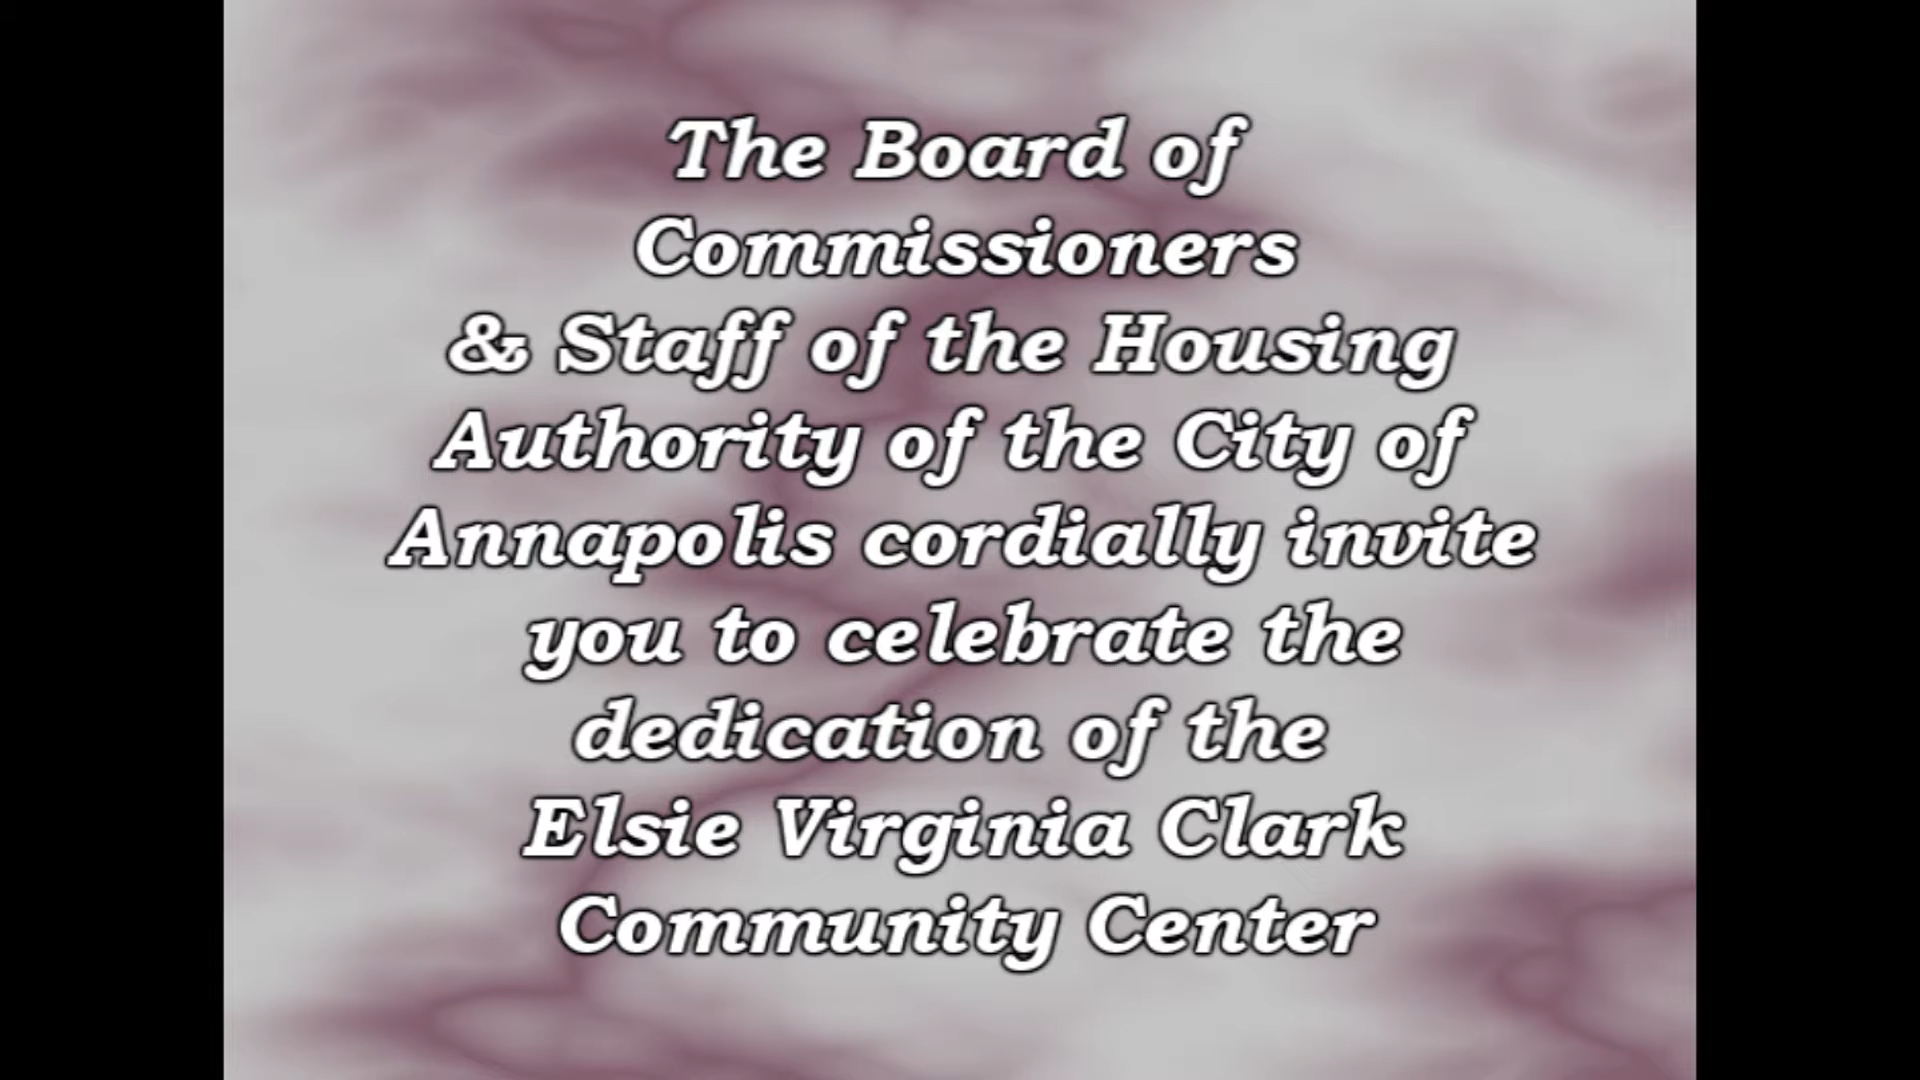 The Board of
Commissioners
& Staff of the Housing
Authority of the City of
Annapolis cordially invite
you to celebrate the
dedication of the
Elsie Virginia Clark
Community Center